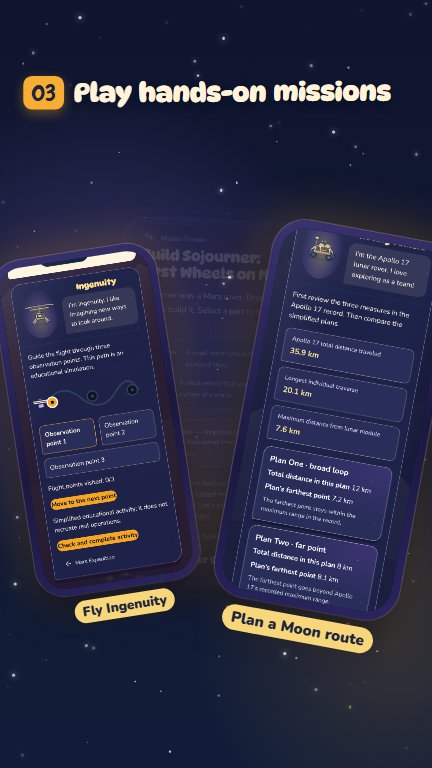 03 Play hands-on missions
Mission Dossier
Build Sojourner:
First Wheels on M
Ingenuity
I'm Ingenuity. I like
imagining new ways
to look around.
Guide the flight through three
observation points. This path is an
educational simulation.
Observation
point 1
Observation
point 2
Observation point 3
Flight points visited: 0/3
Move to the next point
Simplified educational activity; it does not
recreate real operations.
Check and complete activity
← Mars Expedition
Fly Ingenuity
I'm the Apollo 17
lunar rover. I love
exploring as a team!
First review the three measures in the
Apollo 17 record. Then compare the
simplified plans.
Apollo 17 total distance traveled
35.9 km
Longest individual traverse
20.1 km
Maximum distance from lunar module
7.6 km
Plan One · broad loop
Total distance in this plan 12 km
Plan's farthest point 7.2 km
The farthest point stays within the
maximum range in the record.
Plan Two · far point
Total distance in this plan 8 km
Plan's farthest point 8.1 km
The farthest point goes beyond Apollo
17's recorded maximum range.
Plan a Moon route